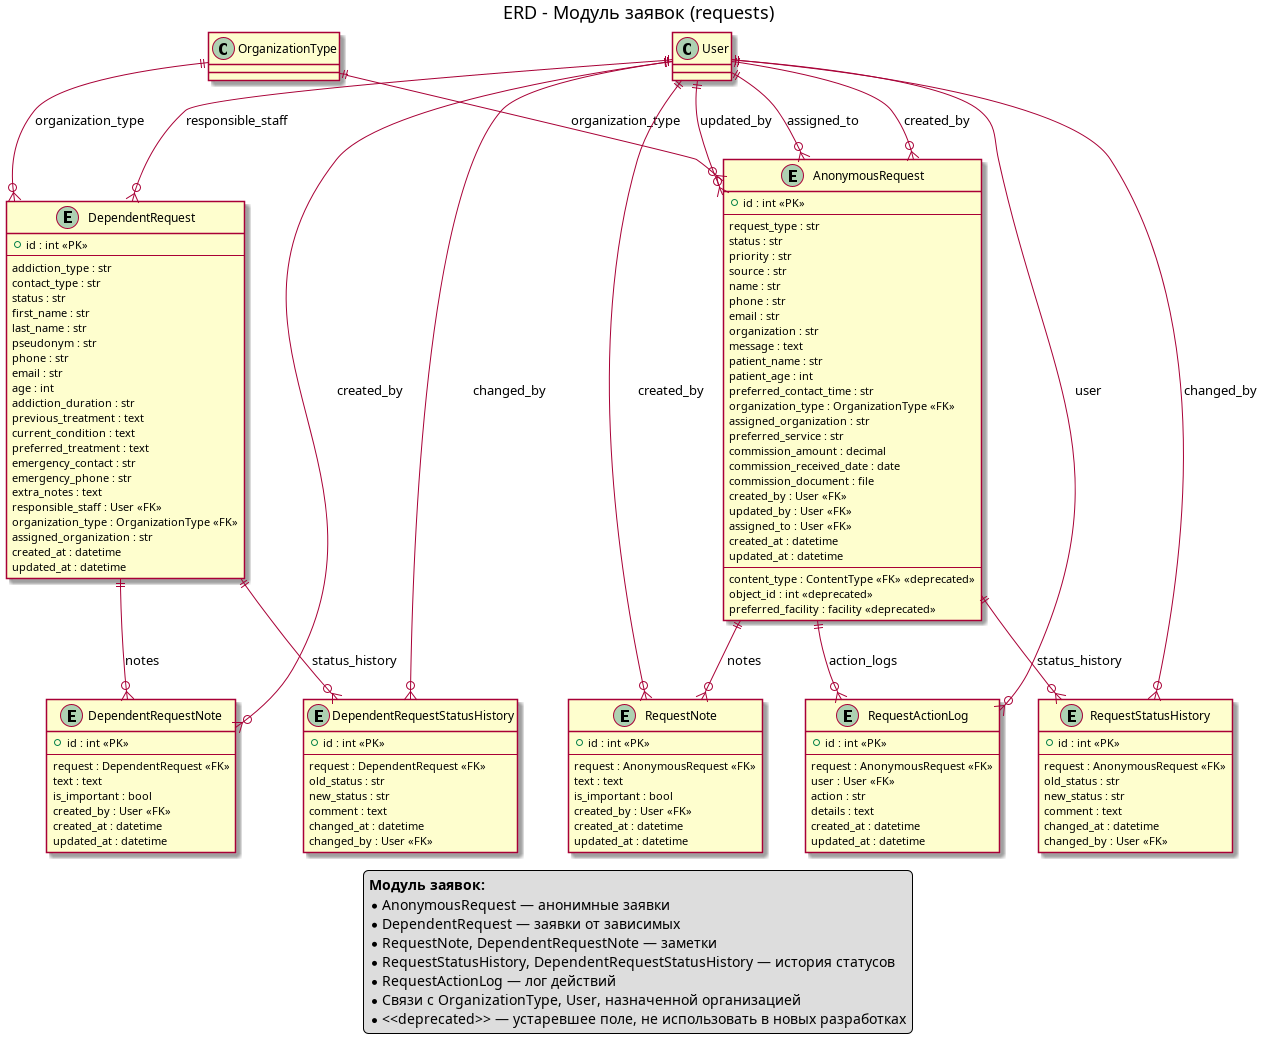 ERD - Модуль заявок (requests)
OrganizationType
User
organization_type
responsible_staff
organization_type
updated_by
assigned_to
created_by
DependentRequest
id : int «PK»
addiction_type : str
contact_type : str
status : str
first_name : str
last_name : str
pseudonym : str
phone : str
email : str
age : int
addiction_duration : str
previous_treatment : text
current_condition : text
preferred_treatment : text
emergency_contact : str
emergency_phone : str
extra_notes : text
responsible_staff : User «FK»
organization_type : OrganizationType «FK»
assigned_organization : str
created_at : datetime
updated_at : datetime
AnonymousRequest
id : int «PK»
request_type : str
status : str
priority : str
source : str
name : str
phone : str
email : str
organization : str
message : text
patient_name : str
patient_age : int
preferred_contact_time : str
organization_type : OrganizationType «FK»
assigned_organization : str
preferred_service : str
commission_amount : decimal
commission_received_date : date
commission_document : file
created_by : User «FK»
updated_by : User «FK»
assigned_to : User «FK»
created_at : datetime
updated_at : datetime
content_type : ContentType «FK» «deprecated»
object_id : int «deprecated»
preferred_facility : facility «deprecated»
created_by
changed_by
created_by
user
changed_by
notes
status_history
notes
action_logs
status_history
DependentRequestNote
id : int «PK»
request : DependentRequest «FK»
text : text
is_important : bool
created_by : User «FK»
created_at : datetime
updated_at : datetime
DependentRequestStatusHistory
id : int «PK»
request : DependentRequest «FK»
old_status : str
new_status : str
comment : text
changed_at : datetime
changed_by : User «FK»
RequestNote
id : int «PK»
request : AnonymousRequest «FK»
text : text
is_important : bool
created_by : User «FK»
created_at : datetime
updated_at : datetime
RequestActionLog
id : int «PK»
request : AnonymousRequest «FK»
user : User «FK»
action : str
details : text
created_at : datetime
updated_at : datetime
RequestStatusHistory
id : int «PK»
request : AnonymousRequest «FK»
old_status : str
new_status : str
comment : text
changed_at : datetime
changed_by : User «FK»
Модуль заявок:
• AnonymousRequest — анонимные заявки
• DependentRequest — заявки от зависимых
• RequestNote, DependentRequestNote — заметки
• RequestStatusHistory, DependentRequestStatusHistory — история статусов
• RequestActionLog — лог действий
• Связи с OrganizationType, User, назначенной организацией
• <<deprecated>> — устаревшее поле, не использовать в новых разработках